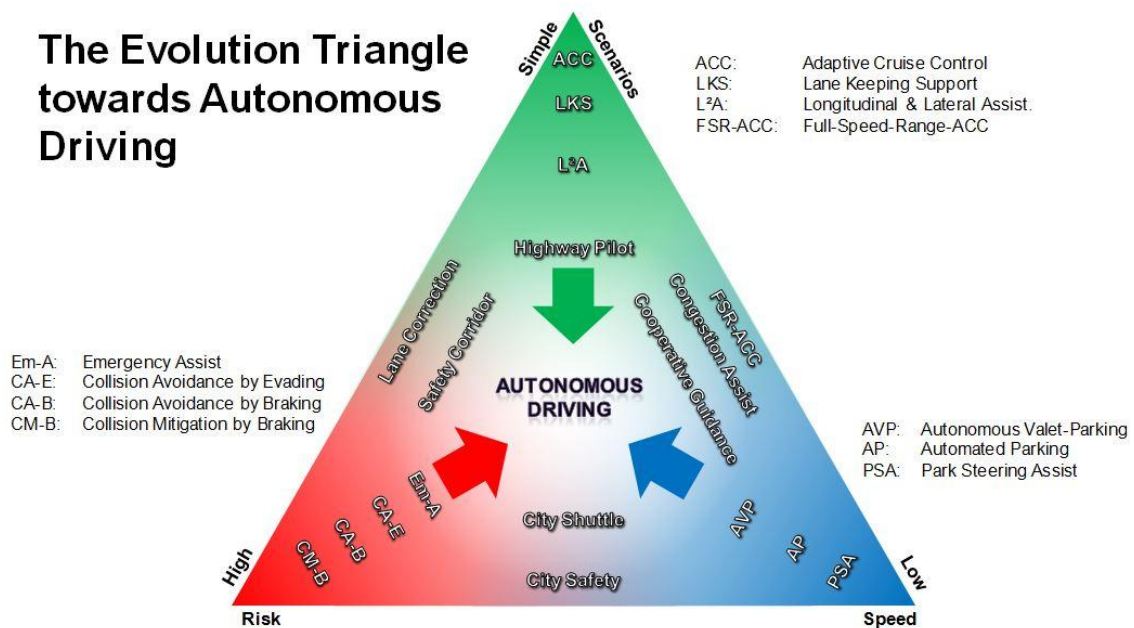 The Evolution Triangle
towards Autonomous
Driving
Simple
Scenarios
ACC
LKS
L²A
Highway Pilot
ACC: Adaptive Cruise Control
LKS: Lane Keeping Support
L²A: Longitudinal & Lateral Assist.
FSR-ACC: Full-Speed-Range-ACC
Lane Correction
Safety Corridor
FSR-ACC
Congestion Assist
Cooperative Guidance
AUTONOMOUS
DRIVING
Em-A: Emergency Assist
CA-E: Collision Avoidance by Evading
CA-B: Collision Avoidance by Braking
CM-B: Collision Mitigation by Braking
AVP: Autonomous Valet-Parking
AP: Automated Parking
PSA: Park Steering Assist
Em-A
CA-E
CA-B
CM-B
City Shuttle
City Safety
AVP
AP
PSA
High
Risk
Low
Speed